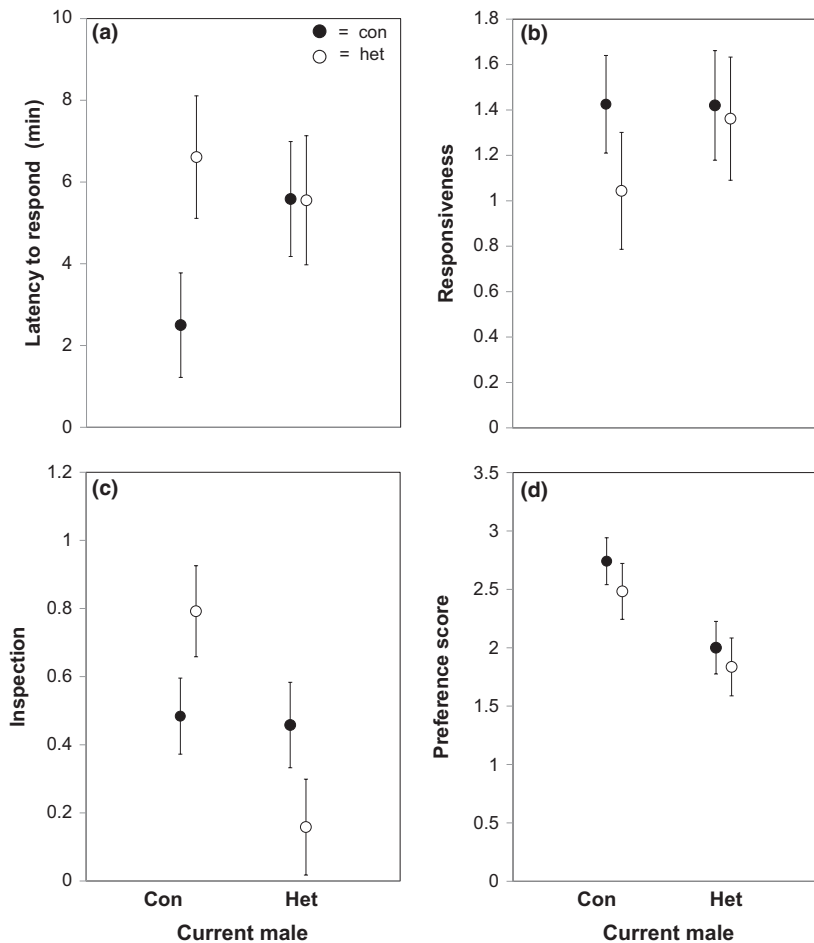 (a)
= con
= het
10
8
6
4
2
0
Latency to respond (min)
(b)
1.8
1.6
1.4
1.2
1
0.8
0.6
0.4
0.2
0
Responsiveness
(c)
1.2
1
0.8
0.6
0.4
0.2
0
Inspection
Con Het
Current male
(d)
3.5
3
2.5
2
1.5
1
0.5
0
Preference score
Con Het
Current male